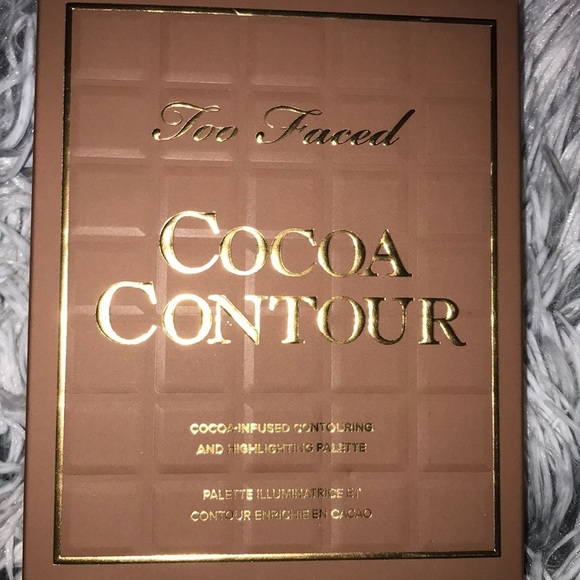 Too Faced
COCOA
CONTOUR
COCOA-INFUSED CONTOURING
AND HIGHLIGHTING PALETTE
PALETTE ILLUMINATRICE ET
CONTOUR ENRICHIE EN CACAO